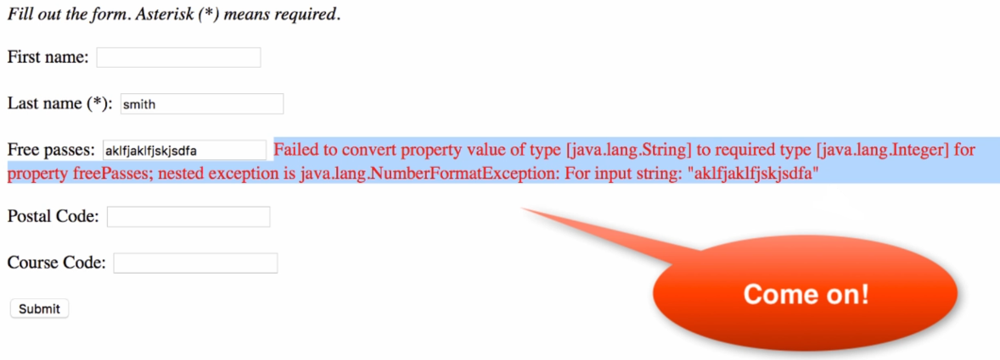 Fill out the form. Asterisk (*) means required.
First name:
Last name (*): smith
Free passes: aklfjaklfjskjsdfa Failed to convert property value of type [java.lang.String] to required type [java.lang.Integer] for
property freePasses; nested exception is java.lang.NumberFormatException: For input string: "aklfjaklfjskjsdfa"
Postal Code:
Course Code:
Come on!
Submit